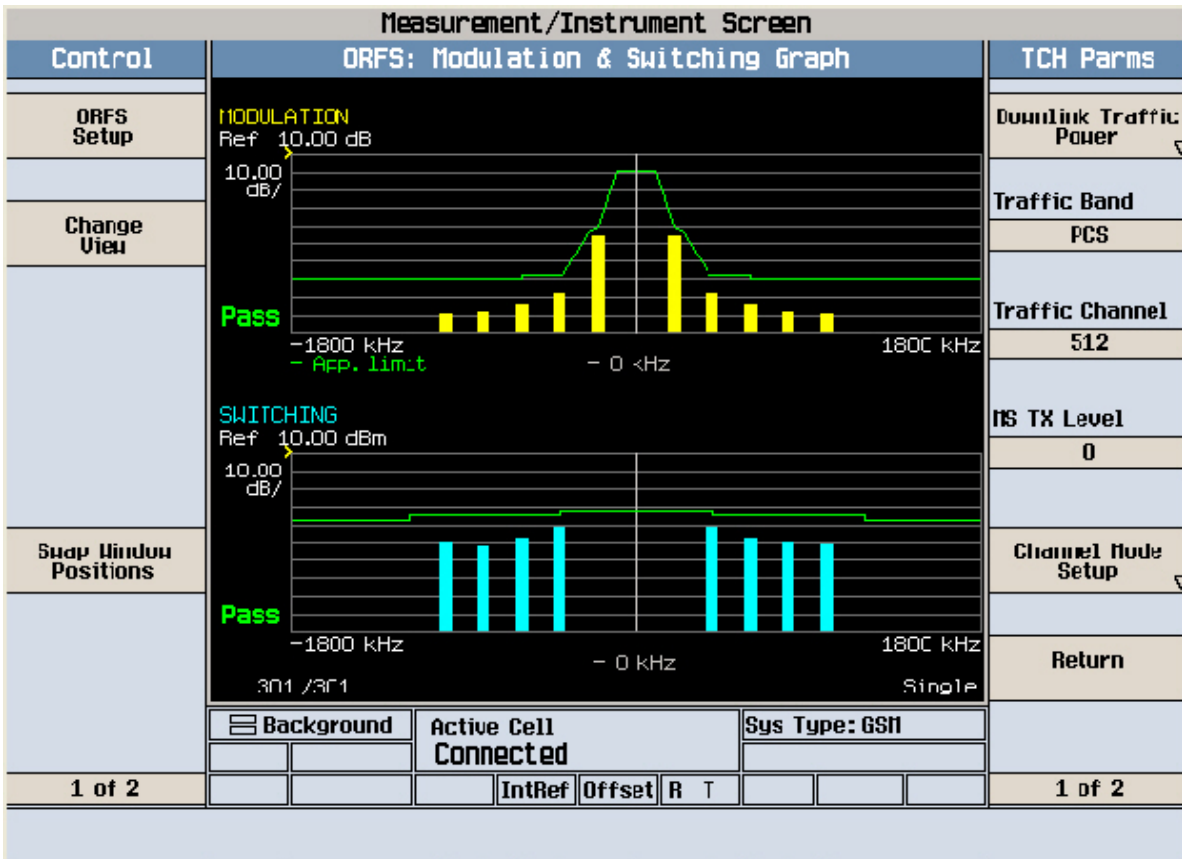 Measurement/Instrument Screen
Control
ORFS: Modulation & Switching Graph
TCH Parms
ORFS
Setup
Change
View
Swap Window
Positions
1 of 2
MODULATION
Ref 10.00 dB
10.00
dB/
Pass
-1800 kHz
1800 kHz
- App. limit
- 0 kHz
SWITCHING
Ref 10.00 dBm
10.00
dB/
Pass
-1800 kHz
1800 kHz
- 0 kHz
301/301
Single
Background
Active Cell
Connected
Sys Type: GSM
IntRef
Offset
R T
Downlink Traffic
Power
Traffic Band
PCS
Traffic Channel
512
MS TX Level
0
Channel Mode
Setup
Return
1 of 2